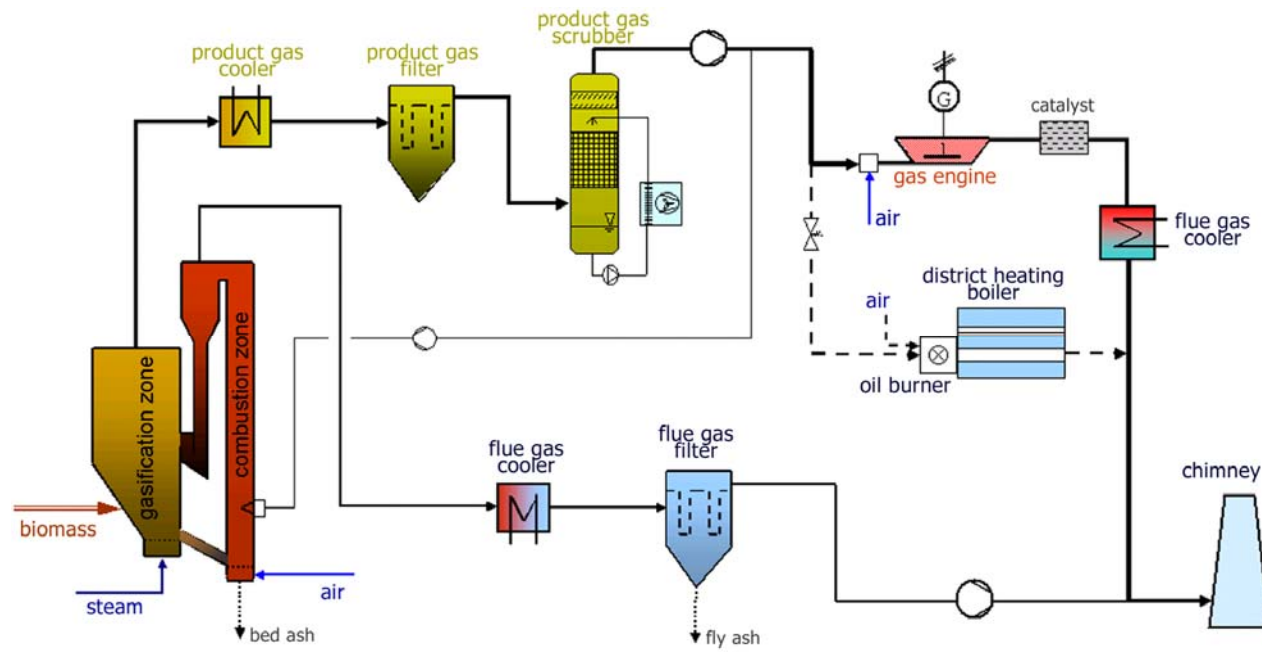 product gas
scrubber
product gas
cooler
product gas
filter
G
catalyst
gas engine
air
flue gas
cooler
district heating
boiler
air
oil burner
gasification zone
combustion zone
flue gas
cooler
flue gas
filter
chimney
biomass
steam
air
bed ash
fly ash